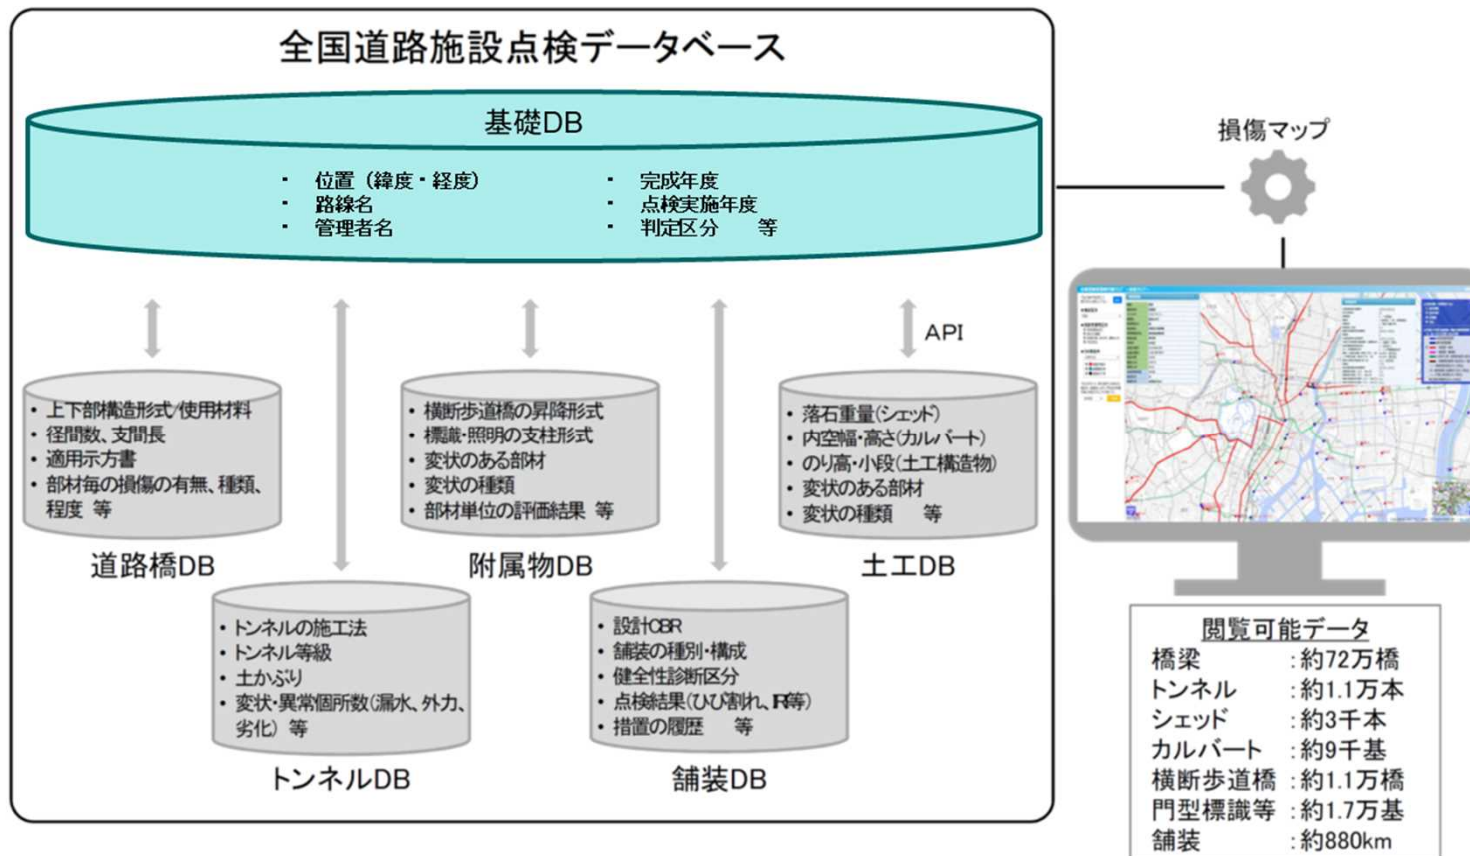 全国道路施設点検データベース
基礎DB
・ 位置（緯度・経度）
・ 路線名
・ 管理者名
・ 完成年度
・ 点検実施年度
・ 判定区分　等
API
・ 上下部構造形式/使用材料
・ 径間数、支間長
・ 適用示方書
・ 部材毎の損傷の有無、種類、
程度 等
道路橋DB
・ 横断歩道橋の昇降形式
・ 標識・照明の支柱形式
・ 変状のある部材
・ 変状の種類
・ 部材単位の評価結果 等
附属物DB
・ 落石重量(シェッド)
・ 内空幅・高さ(カルバート)
・ のり高・小段(土工構造物)
・ 変状のある部材
・ 変状の種類　等
土工DB
・ トンネルの施工法
・ トンネル等級
・ 土かぶり
・ 変状・異常個所数(漏水、外力、
劣化) 等
トンネルDB
・ 設計CBR
・ 舗装の種別・構成
・ 健全性診断区分
・ 点検結果(ひび割れ、IRI等)
・ 措置の履歴　等
舗装DB
損傷マップ
閲覧可能データ
橋梁　：約72万橋
トンネル　：約1.1万本
シェッド　：約3千本
カルバート　：約9千基
横断歩道橋　：約1.1万橋
門型標識等　：約1.7万基
舗装　：約880km